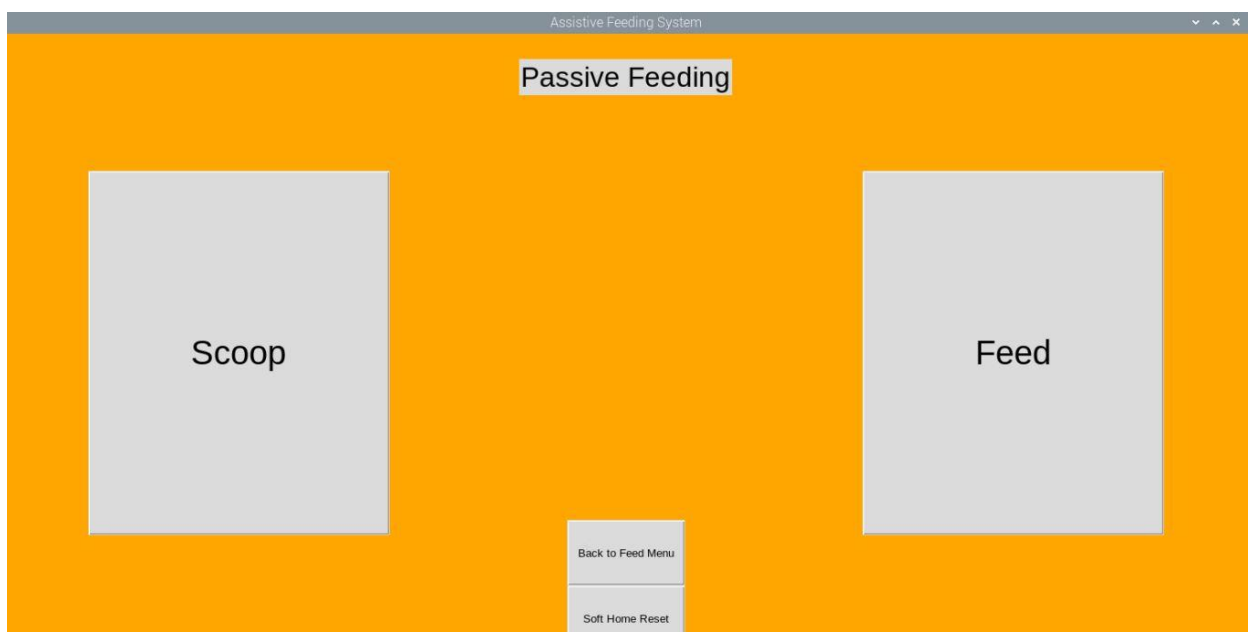 Assistive Feeding System
Passive Feeding
Scoop
Feed
Back to Feed Menu
Soft Home Reset